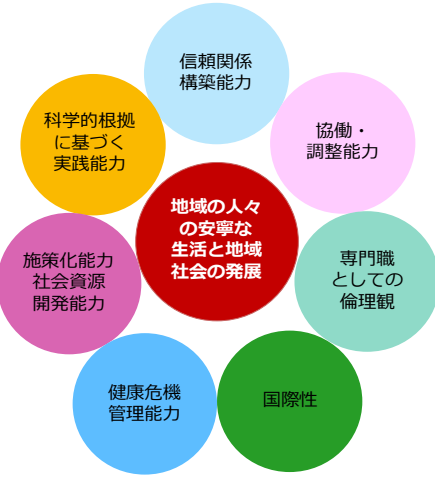 信頼関係
構築能力
協働・
調整能力
専門職
としての
倫理観
国際性
健康危機
管理能力
施策化能力
社会資源
開発能力
科学的根拠
に基づく
実践能力
地域の人々
の安寧な
生活と地域
社会の発展